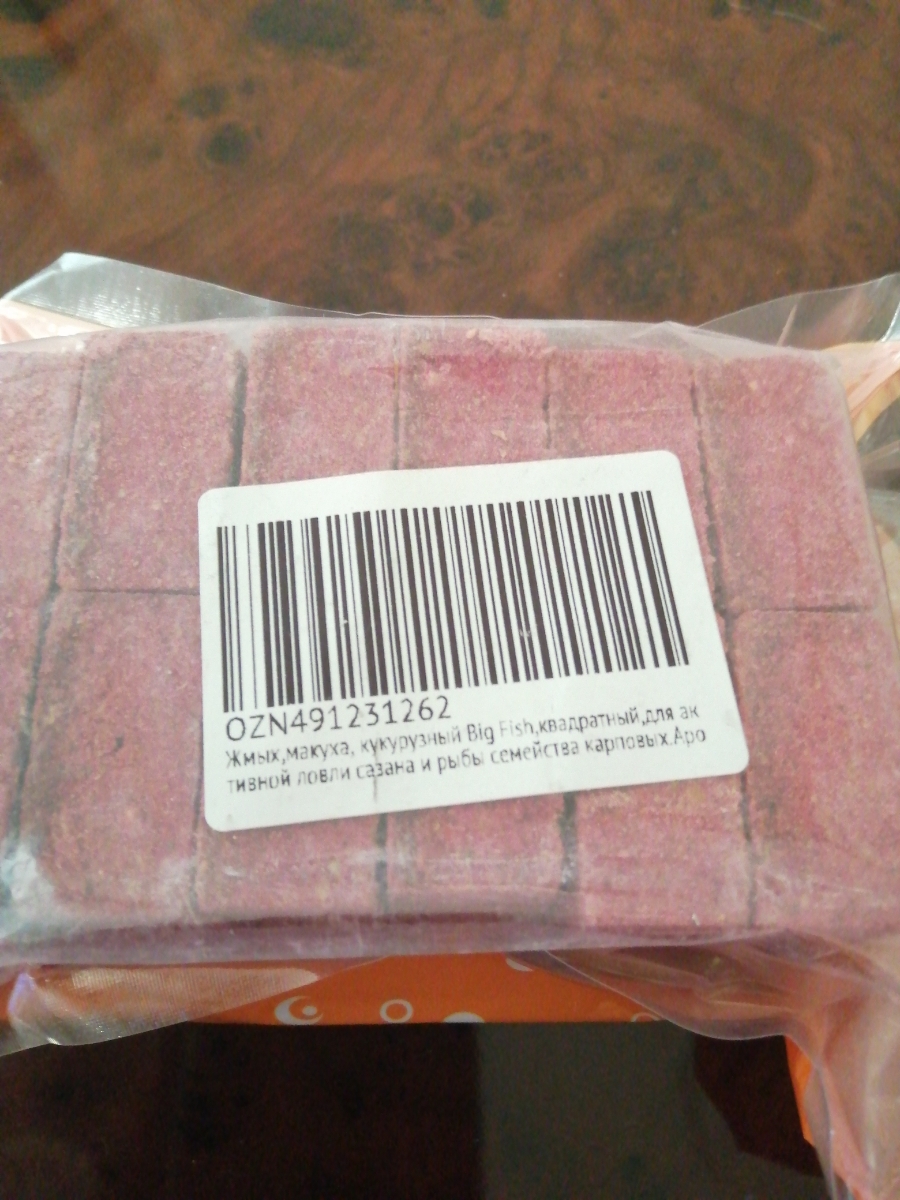 OZN491231262
Жмых,макуха, кукурузный Big Fish,квадратный,для ак
тивной ловли сазана и рыбы семейства карповых.Аро